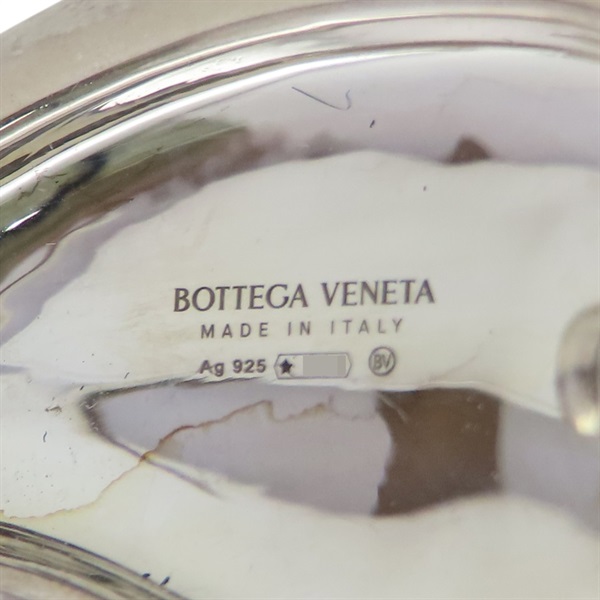 BOTTEGA VENETA
MADE IN ITALY
Ag 925 ★ BV